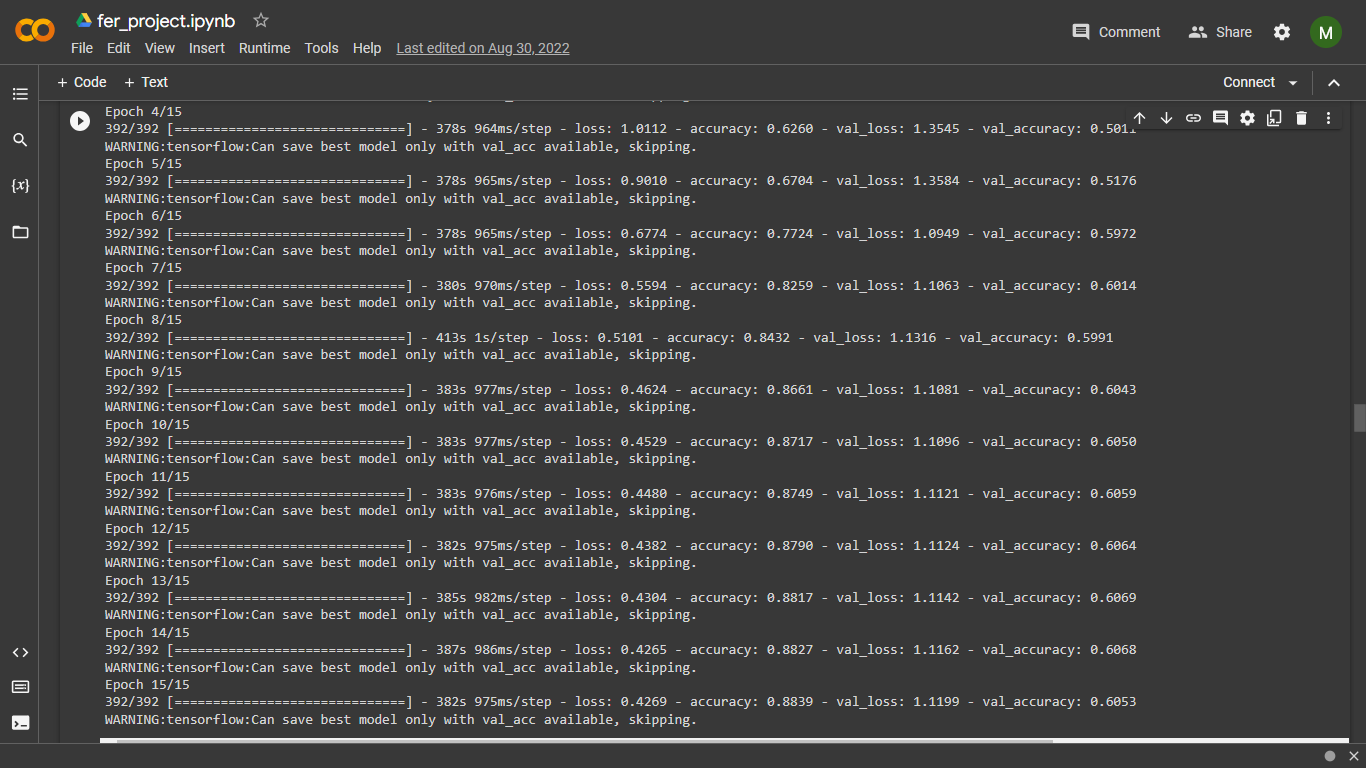 fer_project.ipynb
File Edit View Insert Runtime Tools Help Last edited on Aug 30, 2022
Comment Share M
+ Code + Text Connect
Epoch 4/15
392/392 [==============================] - 378s 964ms/step - loss: 1.0112 - accuracy: 0.6260 - val_loss: 1.3545 - val_accuracy: 0.5011
WARNING:tensorflow:Can save best model only with val_acc available, skipping.
Epoch 5/15
392/392 [==============================] - 378s 965ms/step - loss: 0.9010 - accuracy: 0.6704 - val_loss: 1.3584 - val_accuracy: 0.5176
WARNING:tensorflow:Can save best model only with val_acc available, skipping.
Epoch 6/15
392/392 [==============================] - 378s 965ms/step - loss: 0.6774 - accuracy: 0.7724 - val_loss: 1.0949 - val_accuracy: 0.5972
WARNING:tensorflow:Can save best model only with val_acc available, skipping.
Epoch 7/15
392/392 [==============================] - 380s 970ms/step - loss: 0.5594 - accuracy: 0.8259 - val_loss: 1.1063 - val_accuracy: 0.6014
WARNING:tensorflow:Can save best model only with val_acc available, skipping.
Epoch 8/15
392/392 [==============================] - 413s 1s/step - loss: 0.5101 - accuracy: 0.8432 - val_loss: 1.1316 - val_accuracy: 0.5991
WARNING:tensorflow:Can save best model only with val_acc available, skipping.
Epoch 9/15
392/392 [==============================] - 383s 977ms/step - loss: 0.4624 - accuracy: 0.8661 - val_loss: 1.1081 - val_accuracy: 0.6043
WARNING:tensorflow:Can save best model only with val_acc available, skipping.
Epoch 10/15
392/392 [==============================] - 383s 977ms/step - loss: 0.4529 - accuracy: 0.8717 - val_loss: 1.1096 - val_accuracy: 0.6050
WARNING:tensorflow:Can save best model only with val_acc available, skipping.
Epoch 11/15
392/392 [==============================] - 383s 976ms/step - loss: 0.4480 - accuracy: 0.8749 - val_loss: 1.1121 - val_accuracy: 0.6059
WARNING:tensorflow:Can save best model only with val_acc available, skipping.
Epoch 12/15
392/392 [==============================] - 382s 975ms/step - loss: 0.4382 - accuracy: 0.8790 - val_loss: 1.1124 - val_accuracy: 0.6064
WARNING:tensorflow:Can save best model only with val_acc available, skipping.
Epoch 13/15
392/392 [==============================] - 385s 982ms/step - loss: 0.4304 - accuracy: 0.8817 - val_loss: 1.1142 - val_accuracy: 0.6069
WARNING:tensorflow:Can save best model only with val_acc available, skipping.
Epoch 14/15
392/392 [==============================] - 387s 986ms/step - loss: 0.4265 - accuracy: 0.8827 - val_loss: 1.1162 - val_accuracy: 0.6068
WARNING:tensorflow:Can save best model only with val_acc available, skipping.
Epoch 15/15
392/392 [==============================] - 382s 975ms/step - loss: 0.4269 - accuracy: 0.8839 - val_loss: 1.1199 - val_accuracy: 0.6053
WARNING:tensorflow:Can save best model only with val_acc available, skipping.